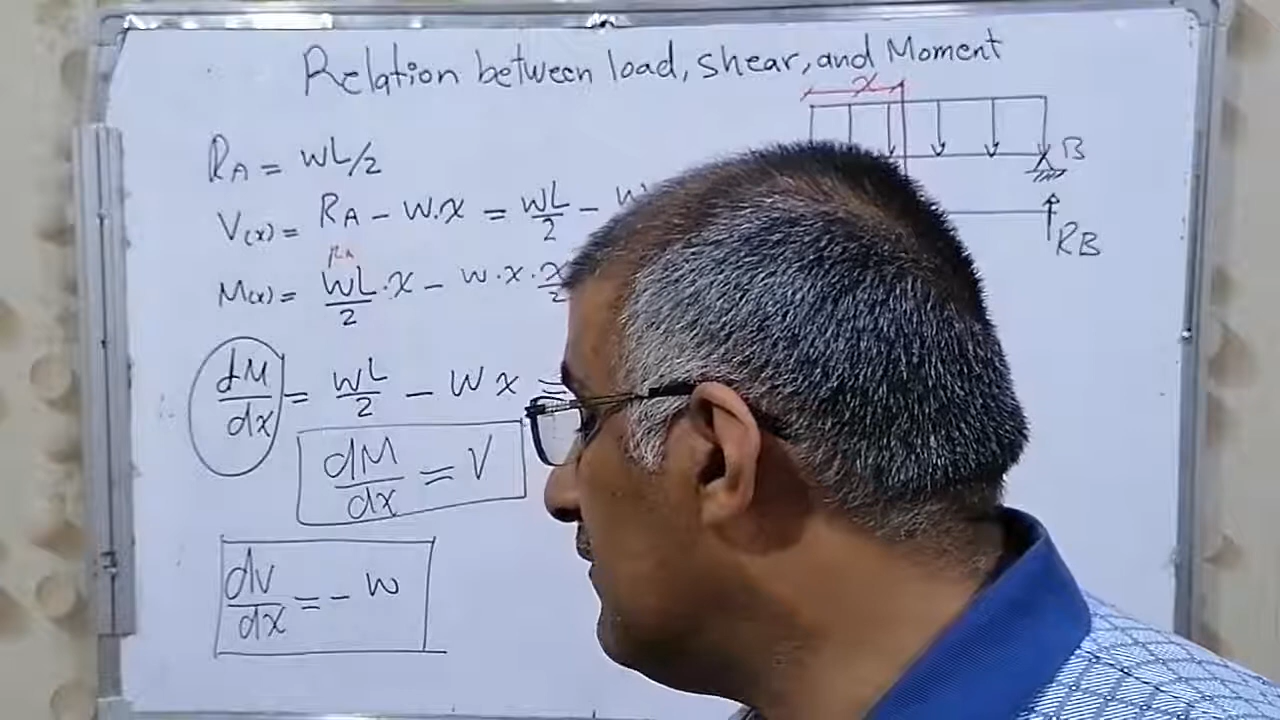 Relation between load, shear, and Moment
x
RA = WL/2
B
V(x) = RA - W.x = WL/2 - W
RB
RA
M(x) = WL/2 . x - w . x . x/2
dM/dx = WL/2 - W x =
dM/dx = V
dv/dx = - w